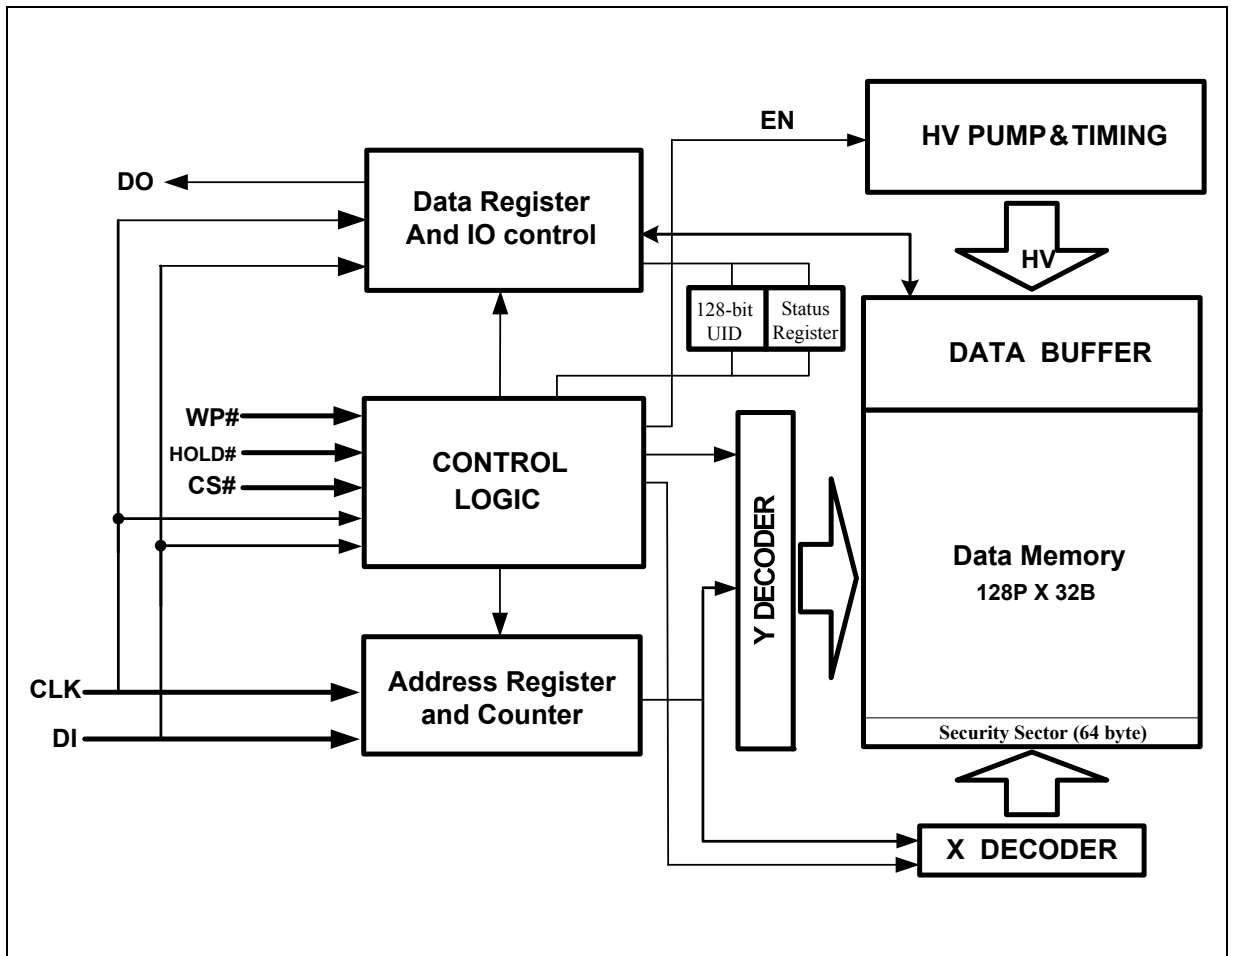 EN
HV PUMP & TIMING
DO
Data Register
And IO control
HV
128-bit
UID
Status
Register
DATA BUFFER
WP#
HOLD#
CS#
CONTROL
LOGIC
Y DECODER
Data Memory
128P X 32B
CLK
DI
Address Register
and Counter
Security Sector (64 byte)
X DECODER